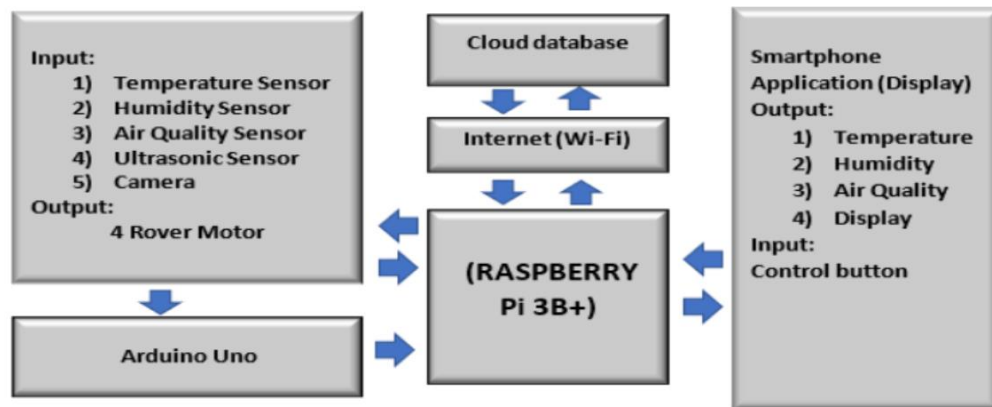 Input:
1) Temperature Sensor
2) Humidity Sensor
3) Air Quality Sensor
4) Ultrasonic Sensor
5) Camera
Output:
4 Rover Motor
Arduino Uno
Cloud database
Internet (Wi-Fi)
(RASPBERRY
Pi 3B+)
Smartphone
Application (Display)
Output:
1) Temperature
2) Humidity
3) Air Quality
4) Display
Input:
Control button